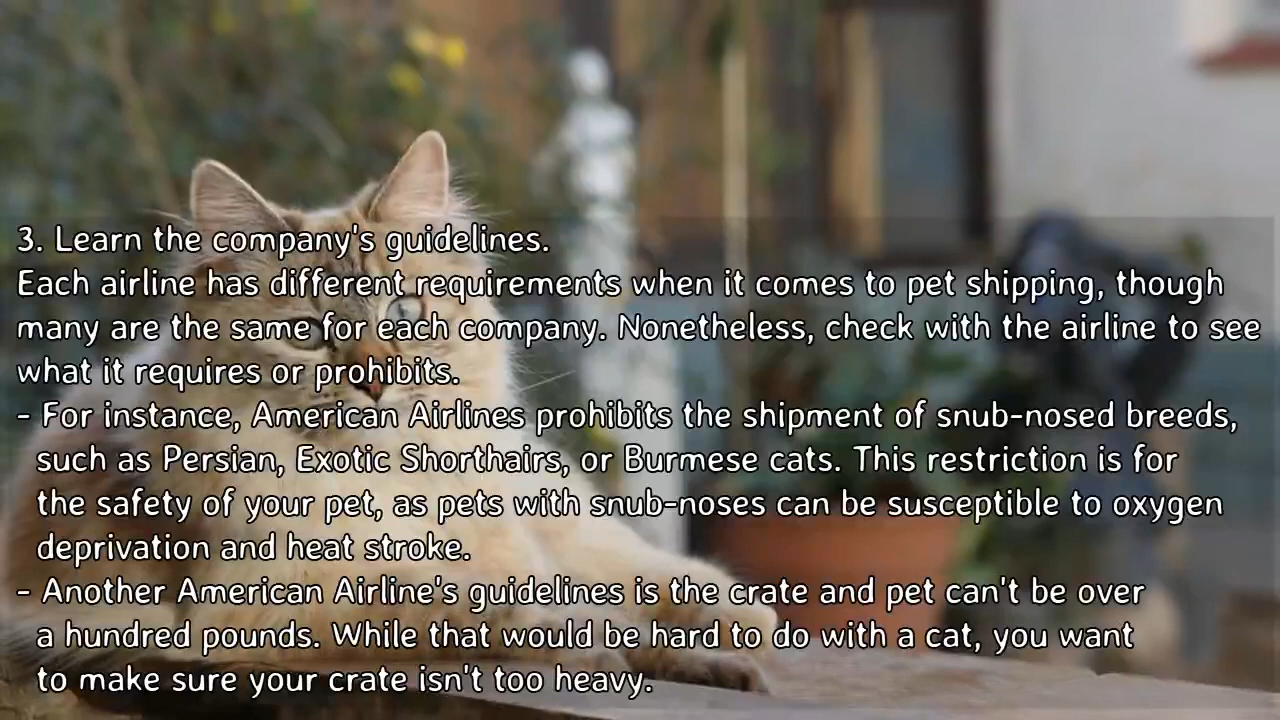 3. Learn the company's guidelines.
Each airline has different requirements when it comes to pet shipping, though
many are the same for each company. Nonetheless, check with the airline to see
what it requires or prohibits.
- For instance, American Airlines prohibits the shipment of snub-nosed breeds,
such as Persian, Exotic Shorthairs, or Burmese cats. This restriction is for
the safety of your pet, as pets with snub-noses can be susceptible to oxygen
deprivation and heat stroke.
- Another American Airline's guidelines is the crate and pet can't be over
a hundred pounds. While that would be hard to do with a cat, you want
to make sure your crate isn't too heavy.